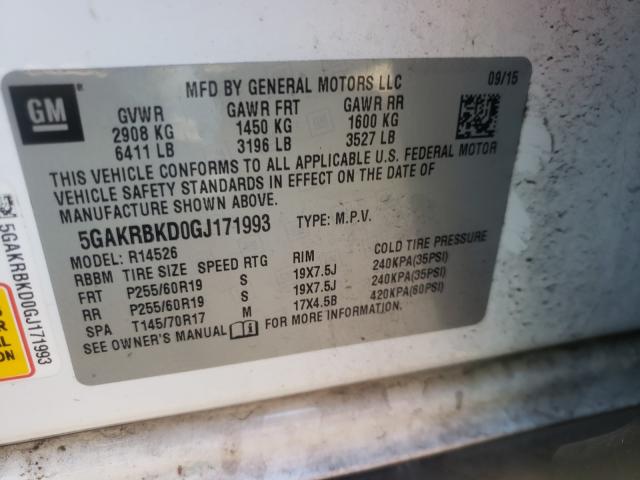 GM
MFD BY GENERAL MOTORS LLC 09/15
GVWR GAWR FRT GAWR RR
2908 KG 1450 KG 1600 KG
6411 LB 3196 LB 3527 LB
THIS VEHICLE CONFORMS TO ALL APPLICABLE U.S. FEDERAL MOTOR
VEHICLE SAFETY STANDARDS IN EFFECT ON THE DATE OF
MANUFACTURE SHOWN ABOVE.
5GAKRBKD0GJ171993 TYPE: M.P.V.
MODEL: R14526
RBBM TIRE SIZE SPEED RTG RIM COLD TIRE PRESSURE
FRT P255/60R19 S 19X7.5J 240KPA(35PSI)
RR P255/60R19 S 19X7.5J 240KPA(35PSI)
SPA T145/70R17 M 17X4.5B 420KPA(60PSI)
SEE OWNER'S MANUAL FOR MORE INFORMATION.
5GAKRBKD0GJ171993